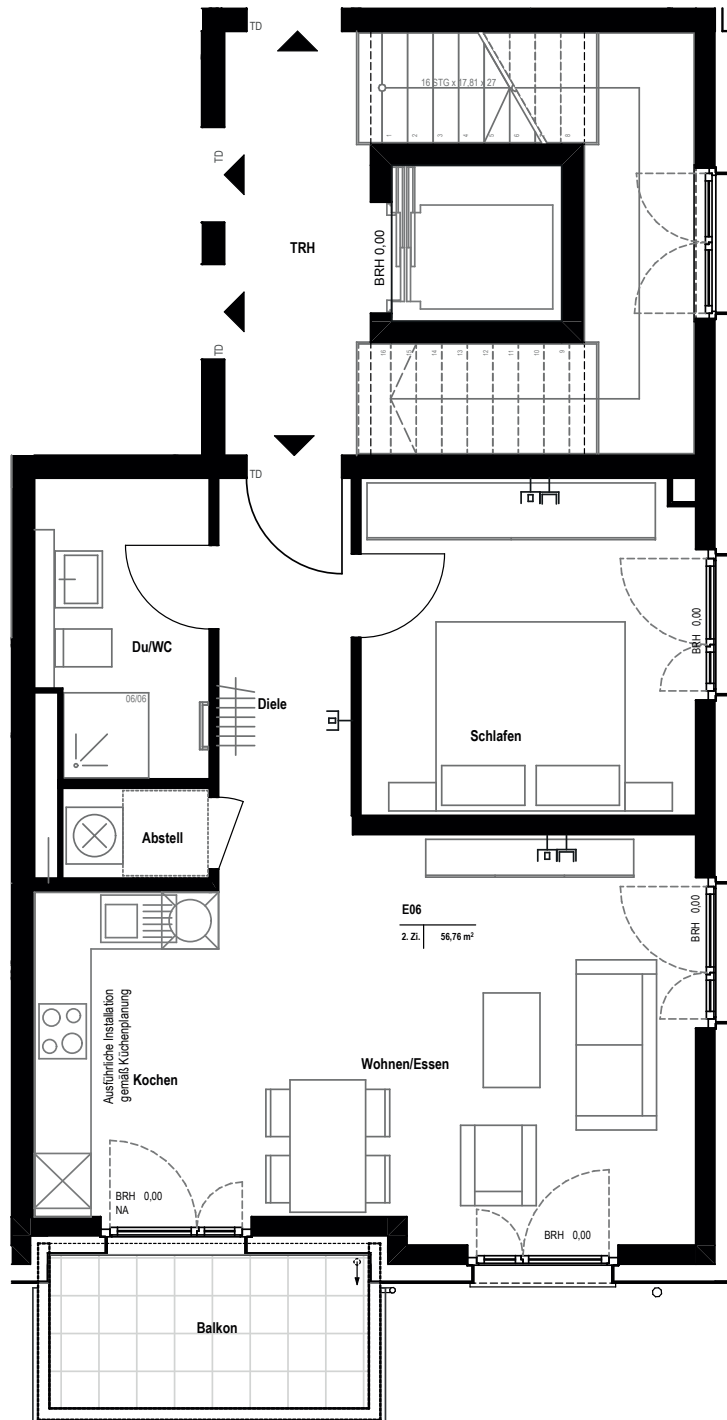 TD
16 STG x 17,81 x 27
1
2
3
4
5
6
7
8
TD
TRH
BRH 0,00
TD
16
15
14
13
12
11
10
9
TD
Du/WC
BRH 0,00
06/06
Diele
Schlafen
Abstell
E06
2. Zi. 56,76 m²
BRH 0,00
Ausführliche Installation
gemäß Küchenplanung
Kochen
Wohnen/Essen
BRH 0,00
NA
BRH 0,00
Balkon